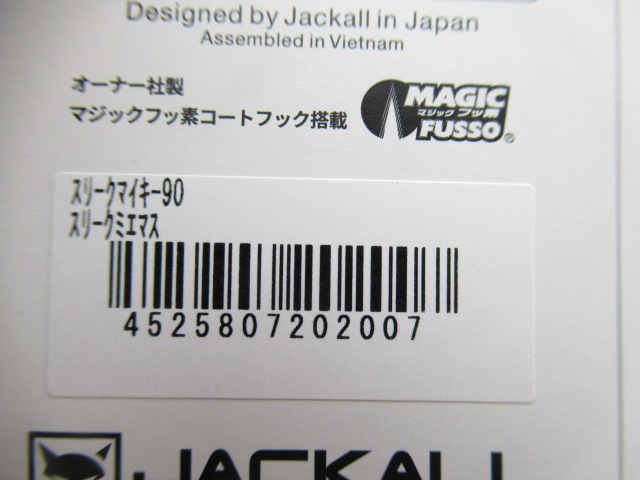 Designed by Jackall in Japan
Assembled in Vietnam
オーナー社製
マジックフッ素コートフック搭載
MAGIC
マジック フッ素
FUSSO®
ｽﾘｰｸﾏｲｷｰ90
ｽﾘｰｸﾐｴﾏｽ
4525807202007
JACKALL